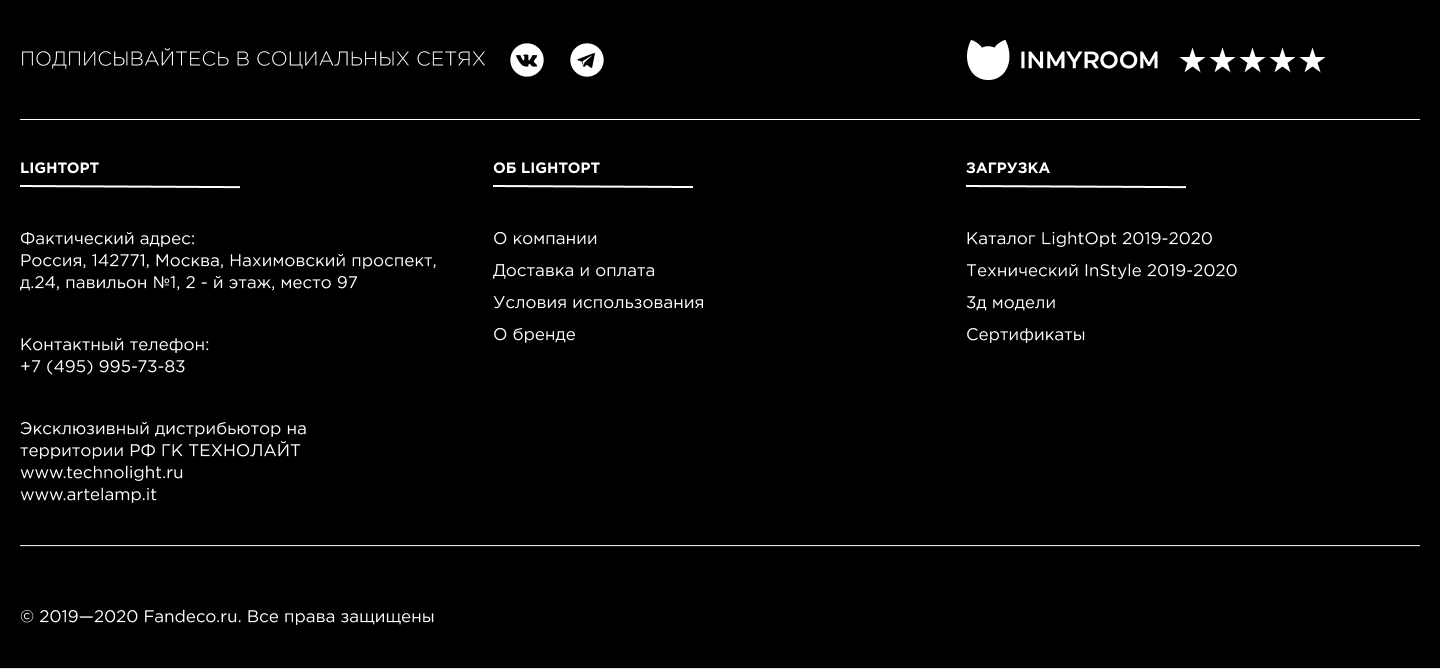 ПОДПИСЫВАЙТЕСЬ В СОЦИАЛЬНЫХ СЕТЯХ
INMYROOM
LIGHTOPT
Фактический адрес:
Россия, 142771, Москва, Нахимовский проспект,
д.24, павильон №1, 2 - й этаж, место 97
Контактный телефон:
+7 (495) 995-73-83
Эксклюзивный дистрибьютор на
территории РФ ГК ТЕХНОЛАЙТ
www.technolight.ru
www.artelamp.it
ОБ LIGHTOPT
О компании
Доставка и оплата
Условия использования
О бренде
ЗАГРУЗКА
Каталог LightOpt 2019-2020
Технический InStyle 2019-2020
3д модели
Сертификаты
© 2019—2020 Fandeco.ru. Все права защищены